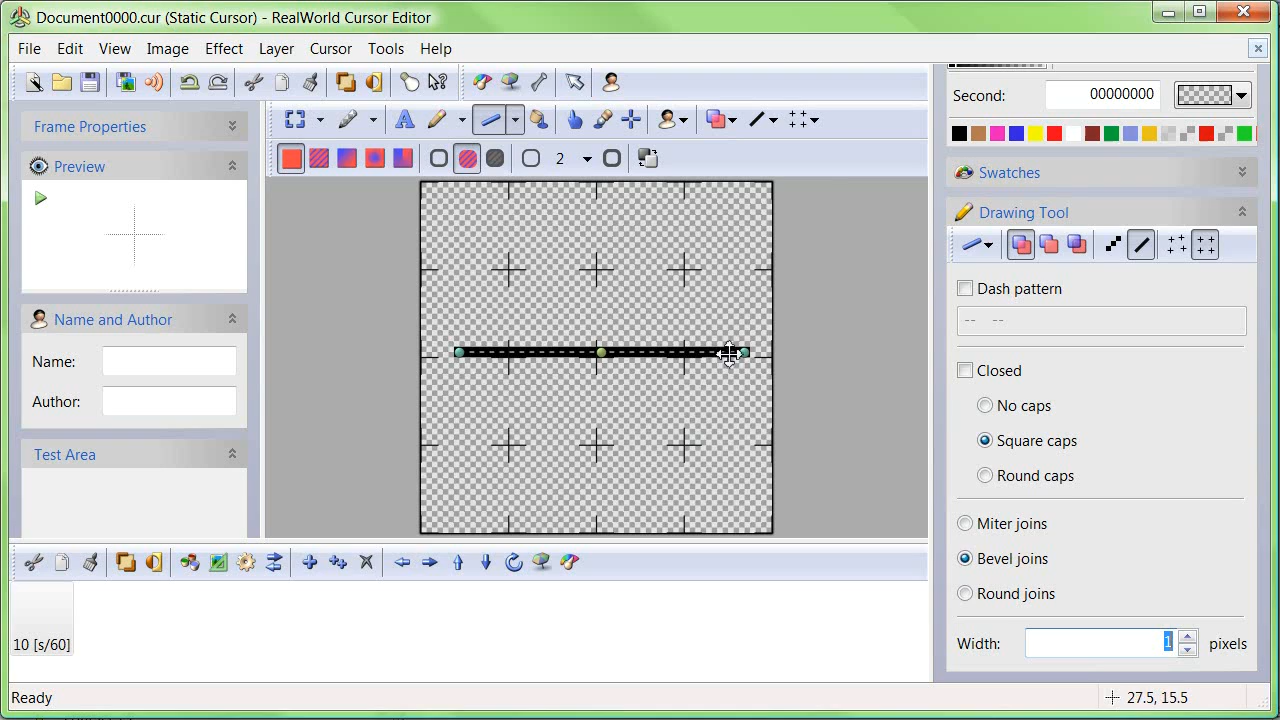 Document0000.cur (Static Cursor) - RealWorld Cursor Editor
File Edit View Image Effect Layer Cursor Tools Help
Second: 00000000
Frame Properties
Swatches
Preview
2
Drawing Tool
Dash pattern
-- --
Name and Author
Name:
Closed
Author:
No caps
Square caps
Test Area
Round caps
Miter joins
Bevel joins
Round joins
10 [s/60]
Width: 1 pixels
Ready
27.5, 15.5